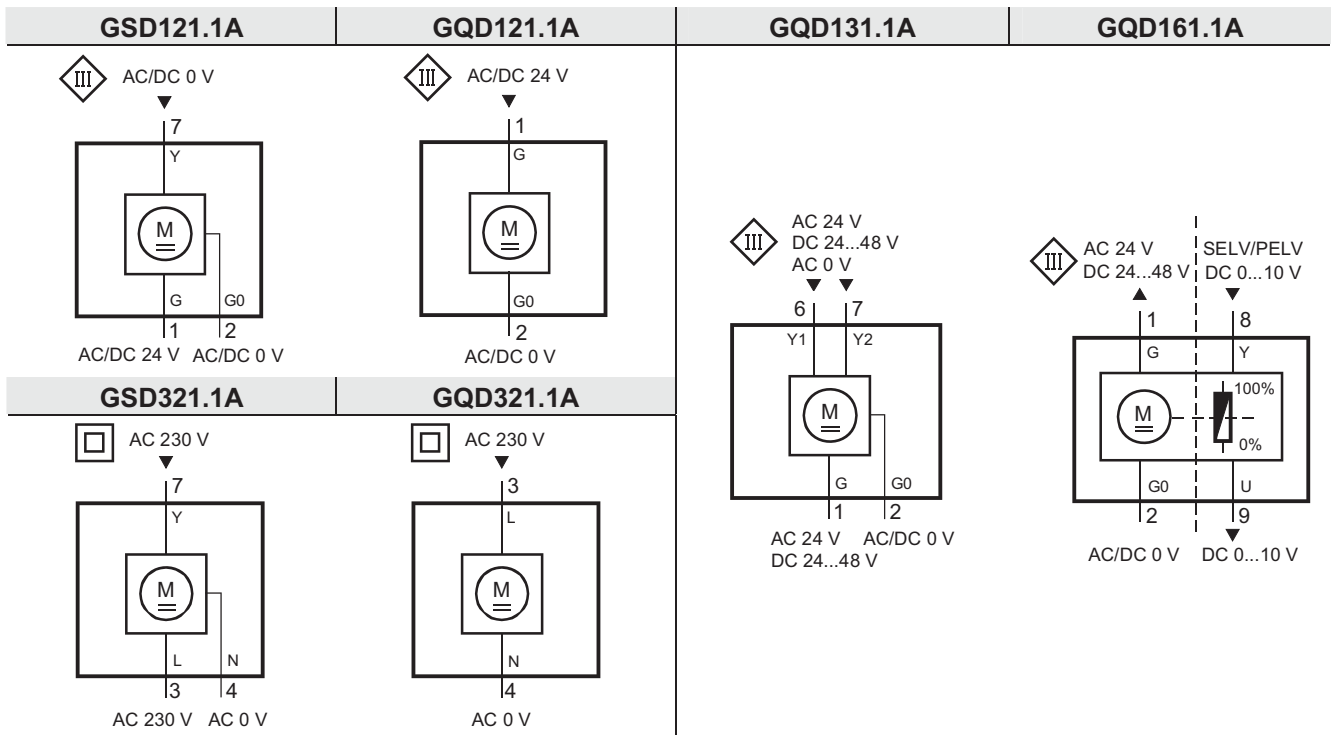 GSD121.1A
GQD121.1A
GQD131.1A
GQD161.1A
III
AC/DC 0 V
7
Y
M
G
G0
1
2
AC/DC 24 V
AC/DC 0 V
III
AC/DC 24 V
1
G
M
G0
2
AC/DC 0 V
GSD321.1A
GQD321.1A
AC 230 V
7
Y
M
L
N
3
4
AC 230 V
AC 0 V
AC 230 V
3
L
M
N
4
AC 0 V
III
AC 24 V
DC 24...48 V
AC 0 V
6
7
Y1
Y2
M
G
G0
1
2
AC 24 V
AC/DC 0 V
DC 24...48 V
III
AC 24 V
DC 24...48 V
SELV/PELV
DC 0...10 V
1
8
G
Y
100%
M
0%
G0
U
2
9
AC/DC 0 V
DC 0...10 V